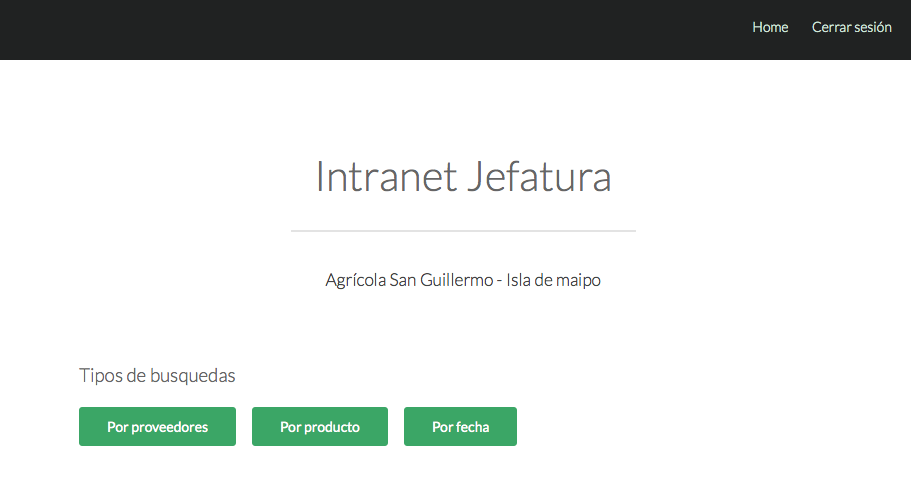 Home Cerrar sesión
Intranet Jefatura
Agrícola San Guillermo - Isla de maipo
Tipos de busquedas
Por proveedores Por producto Por fecha